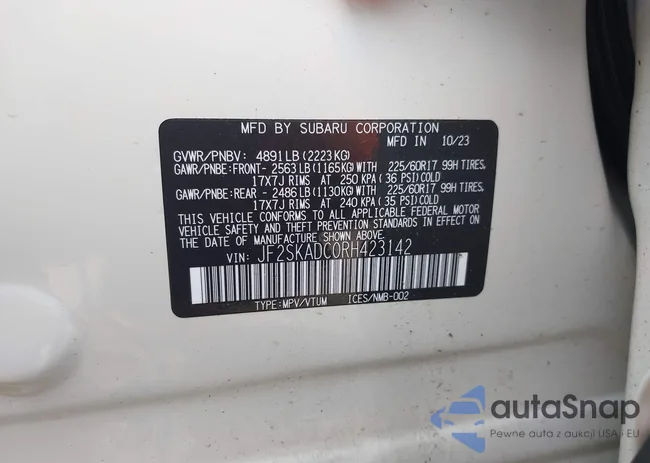 MFD BY SUBARU CORPORATION
GVWR/PNBV: 4891 LB (2223 KG) MFD IN 10/23
GAWR/PNBE:FRONT- 2563 LB (1165KG)WITH 225/60R17 99H TIRES,
17X7J RIMS AT 250 KPA (36 PSI) COLD
GAWR/PNBE:REAR - 2486 LB (1130KG)WITH 225/60R17 99H TIRES,
17X7J RIMS AT 240 KPA (35 PSI) COLD
THIS VEHICLE CONFORMS TO ALL APPLICABLE FEDERAL MOTOR
VEHICLE SAFETY AND THEFT PREVENTION STANDARDS IN EFFECT ON
THE DATE OF MANUFACTURE SHOWN ABOVE.
VIN: JF2SKADC0RH423142
TYPE:MPV/VTUM ICES/NMB-002
autaSnap
Pewne auta z aukcji USA i EU